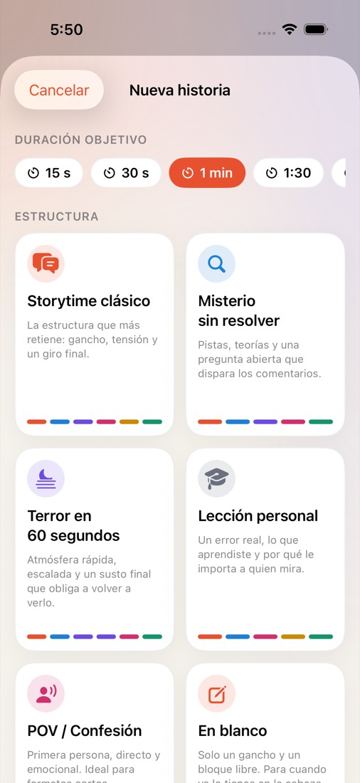 5:50
Cancelar
Nueva historia
DURACIÓN OBJETIVO
15 s
30 s
1 min
1:30
ESTRUCTURA
Storytime clásico
La estructura que más
retiene: gancho, tensión y
un giro final.
Misterio
sin resolver
Pistas, teorías y una
pregunta abierta que
dispara los comentarios.
Terror en
60 segundos
Atmósfera rápida,
escalada y un susto final
que obliga a volver a
verlo.
Lección personal
Un error real, lo que
aprendiste y por qué le
importa a quien mira.
POV / Confesión
Primera persona, directo y
emocional. Ideal para
En blanco
Solo un gancho y un
bloque libre. Para cuando